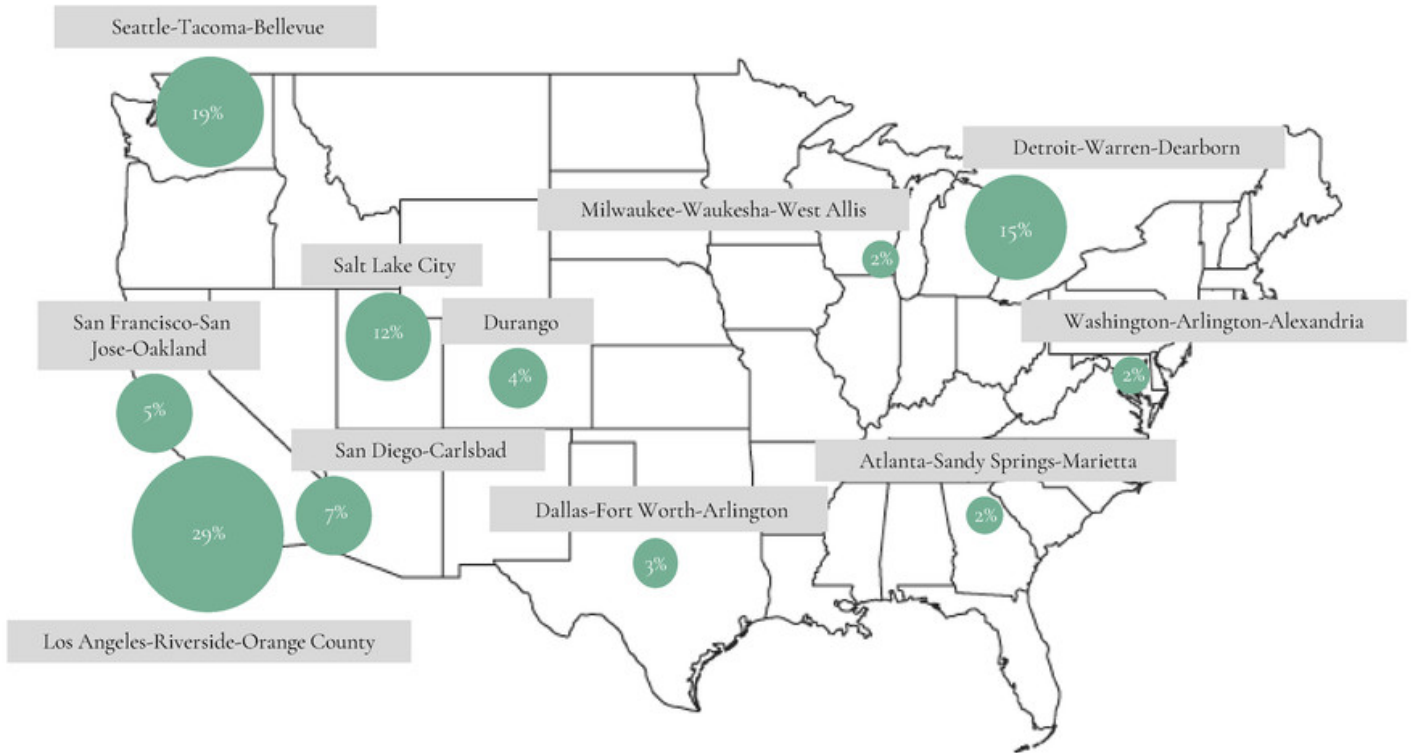 Seattle-Tacoma-Bellevue
19%
Detroit-Warren-Dearborn
15%
Milwaukee-Waukesha-West Allis
2%
Salt Lake City
12%
Durango
4%
San Francisco-San
Jose-Oakland
5%
Washington-Arlington-Alexandria
2%
San Diego-Carlsbad
7%
Atlanta-Sandy Springs-Marietta
2%
Dallas-Fort Worth-Arlington
3%
29%
Los Angeles-Riverside-Orange County